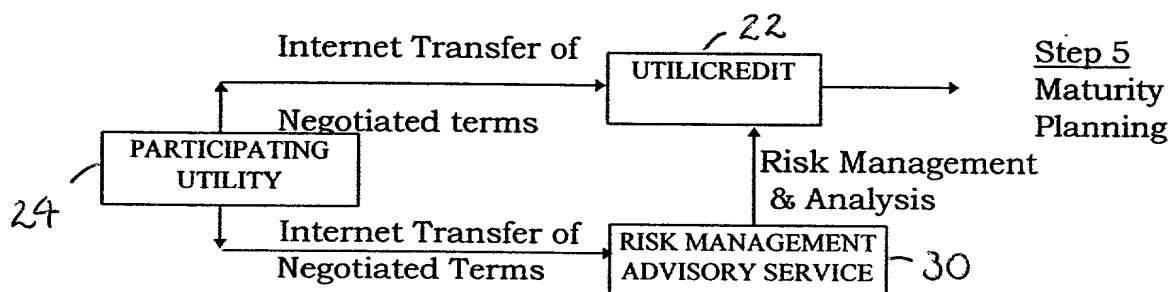 22
Internet Transfer of
Negotiated terms
UTILICREDIT
Step 5
Maturity
Planning
PARTICIPATING
UTILITY
24
Risk Management
& Analysis
Internet Transfer of
Negotiated Terms
RISK MANAGEMENT
ADVISORY SERVICE
30